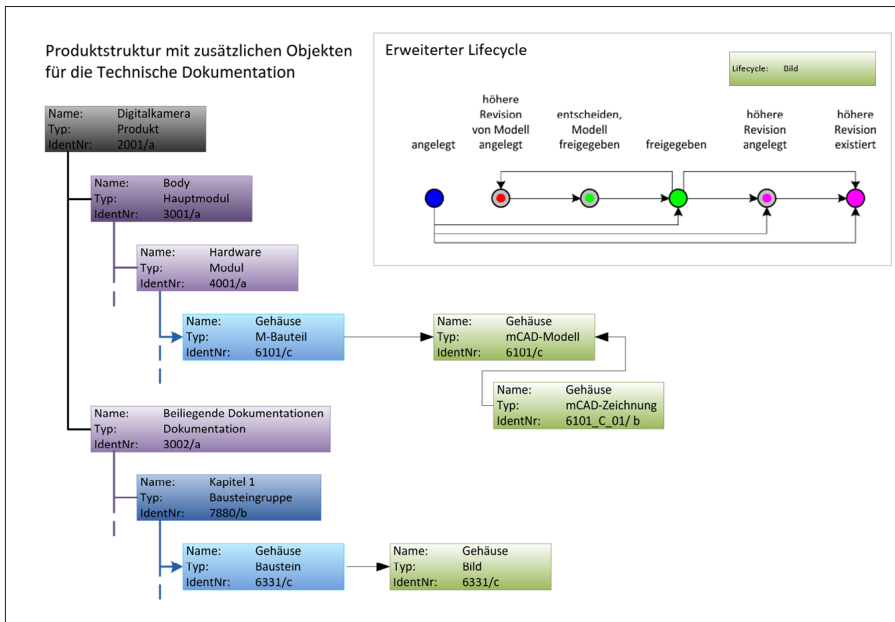 Produktstruktur mit zusätzlichen Objekten
für die Technische Dokumentation
Erweiterter Lifecycle
Lifecycle: Bild
angelegt
höhere
Revision
von Modell
angelegt
entscheiden,
Modell
freigegeben
freigegeben
höhere
Revision
angelegt
höhere
Revision
existiert
Name: Digitalkamera
Typ: Produkt
IdentNr: 2001/a
Name: Body
Typ: Hauptmodul
IdentNr: 3001/a
Name: Hardware
Typ: Modul
IdentNr: 4001/a
Name: Gehäuse
Typ: M-Bauteil
IdentNr: 6101/c
Name: Gehäuse
Typ: mCAD-Modell
IdentNr: 6101/c
Name: Gehäuse
Typ: mCAD-Zeichnung
IdentNr: 6101_C_01/ b
Name: Beiliegende Dokumentationen
Typ: Dokumentation
IdentNr: 3002/a
Name: Kapitel 1
Typ: Bausteingruppe
IdentNr: 7880/b
Name: Gehäuse
Typ: Baustein
IdentNr: 6331/c
Name: Gehäuse
Typ: Bild
IdentNr: 6331/c